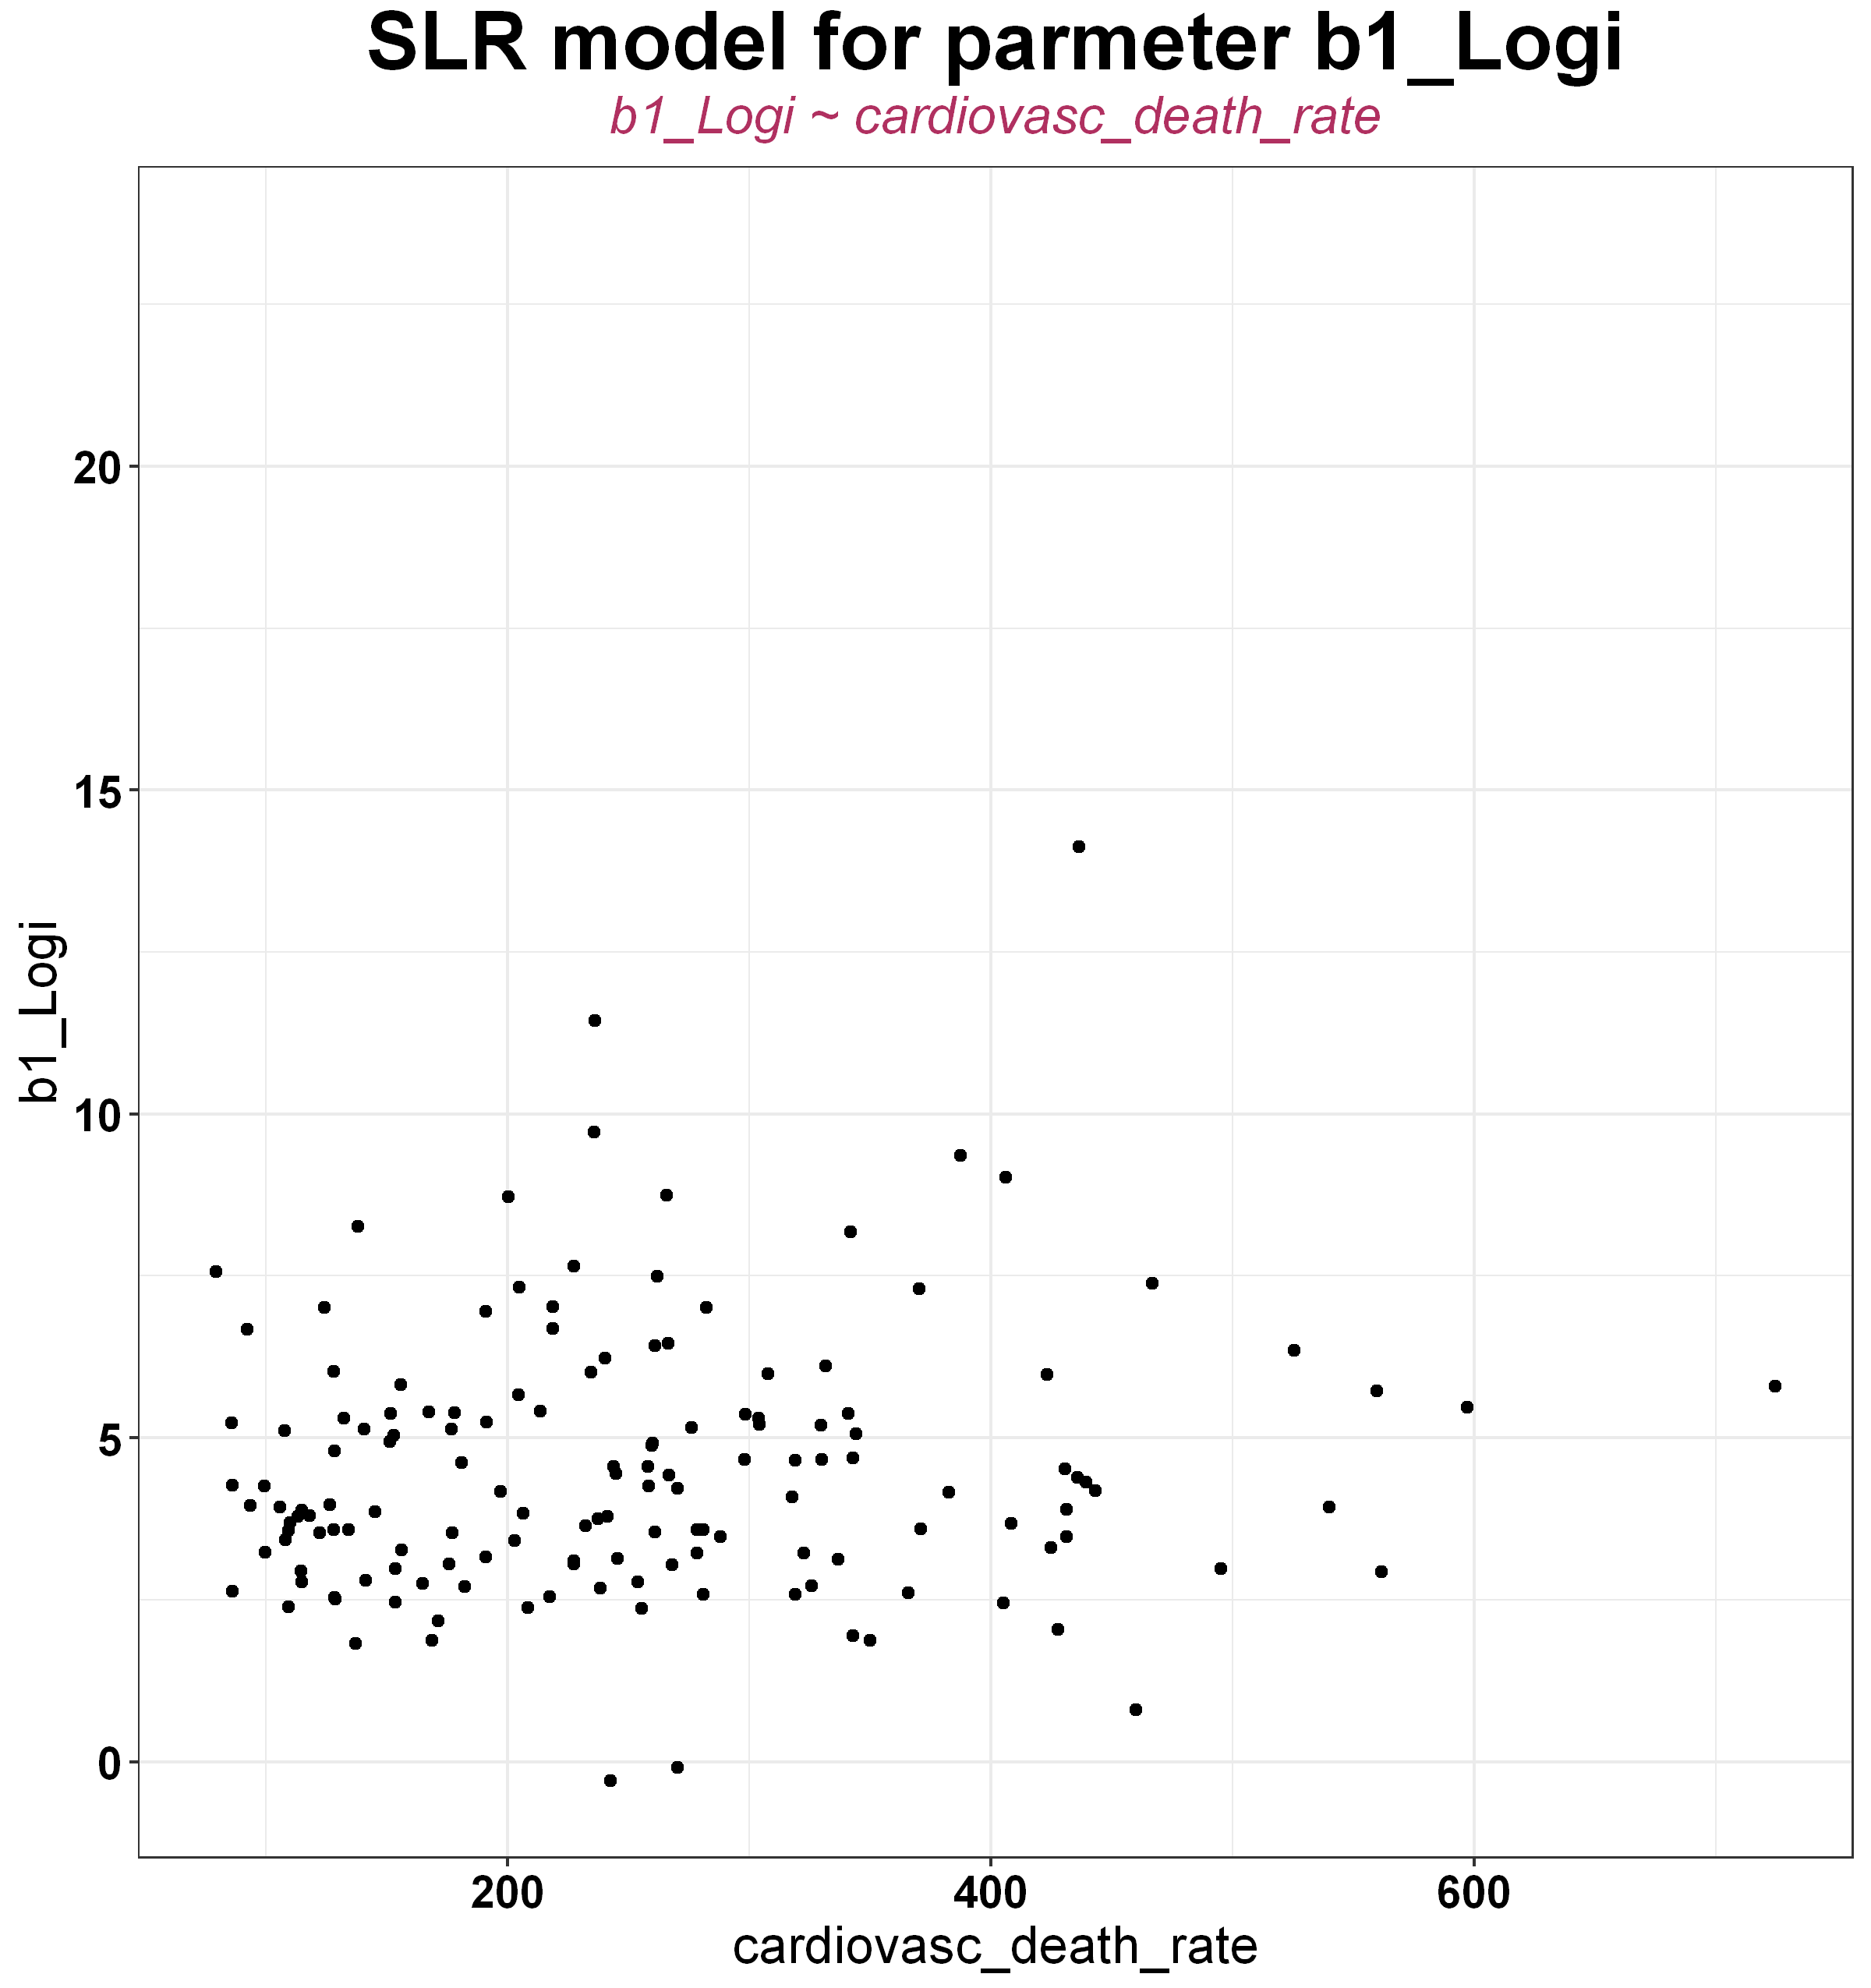 SLR model for parmeter b1_Logi
b1_Logi ~ cardiovasc_death_rate
20
15
10
5
0
b1_Logi
200 400 600
cardiovasc_death_rate